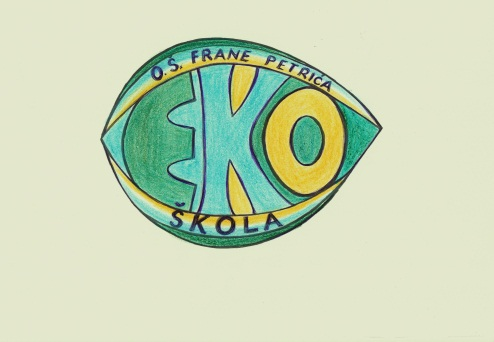 O.Š. FRANE PETRIĆA
EKO
ŠKOLA